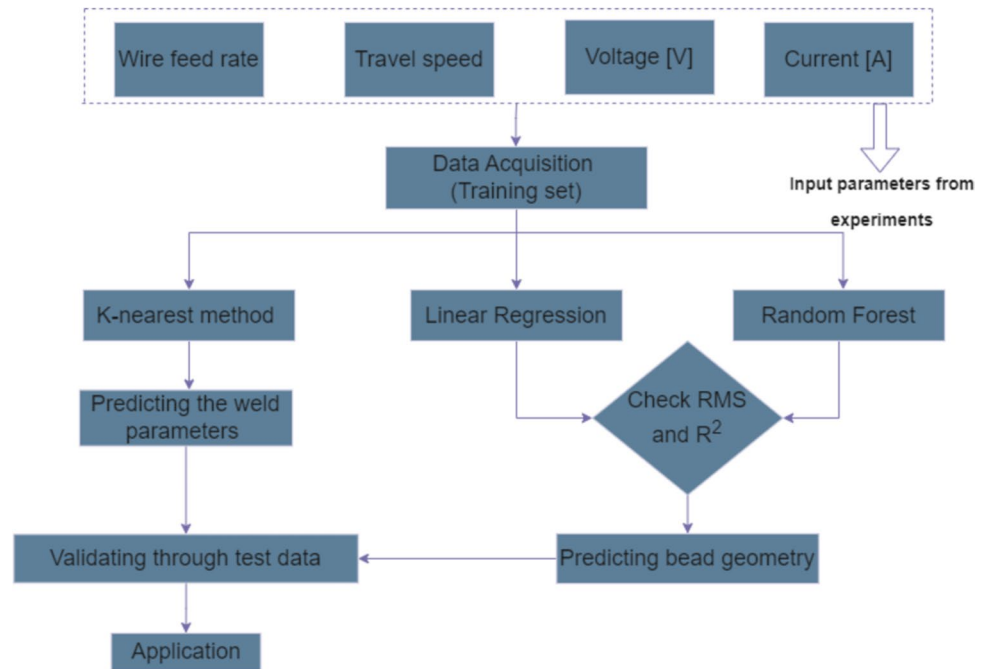 Wire feed rate
Travel speed
Voltage [V]
Current [A]
Data Acquisition
(Training set)
Input parameters from
experiments
K-nearest method
Linear Regression
Random Forest
Predicting the weld
parameters
Check RMS
and R²
Validating through test data
Predicting bead geometry
Application